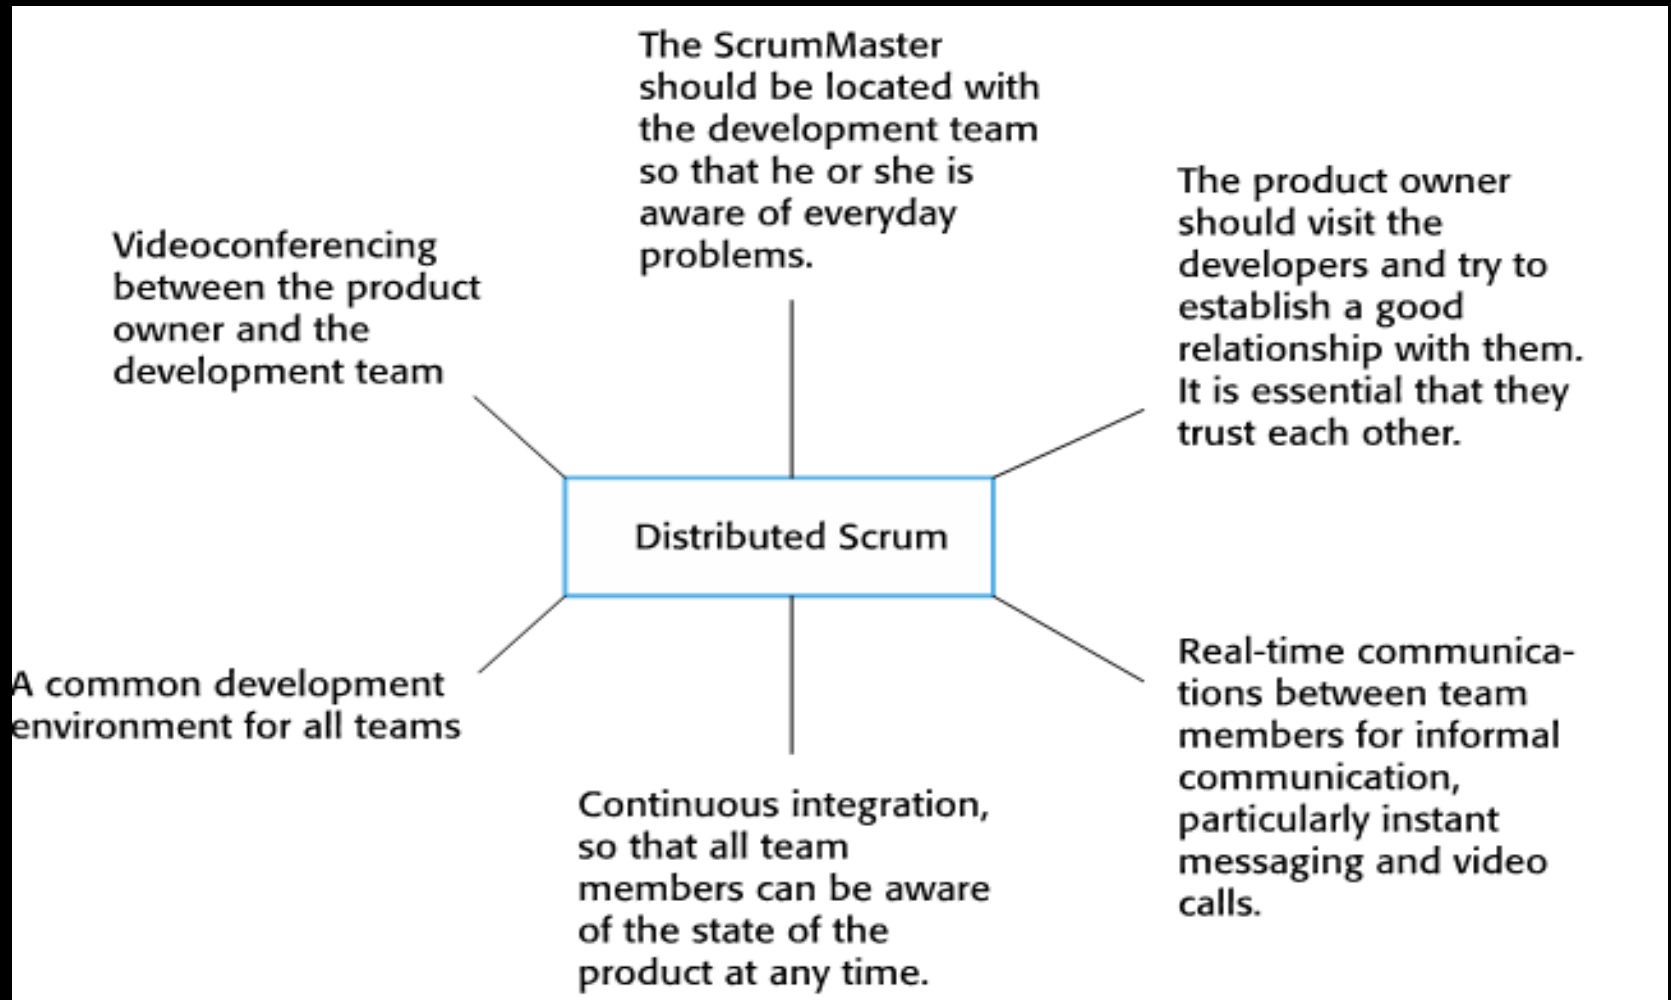 The ScrumMaster
should be located with
the development team
so that he or she is
aware of everyday
problems.
Videoconferencing
between the product
owner and the
development team
The product owner
should visit the
developers and try to
establish a good
relationship with them.
It is essential that they
trust each other.
Distributed Scrum
A common development
environment for all teams
Continuous integration,
so that all team
members can be aware
of the state of the
product at any time.
Real-time communica-
tions between team
members for informal
communication,
particularly instant
messaging and video
calls.